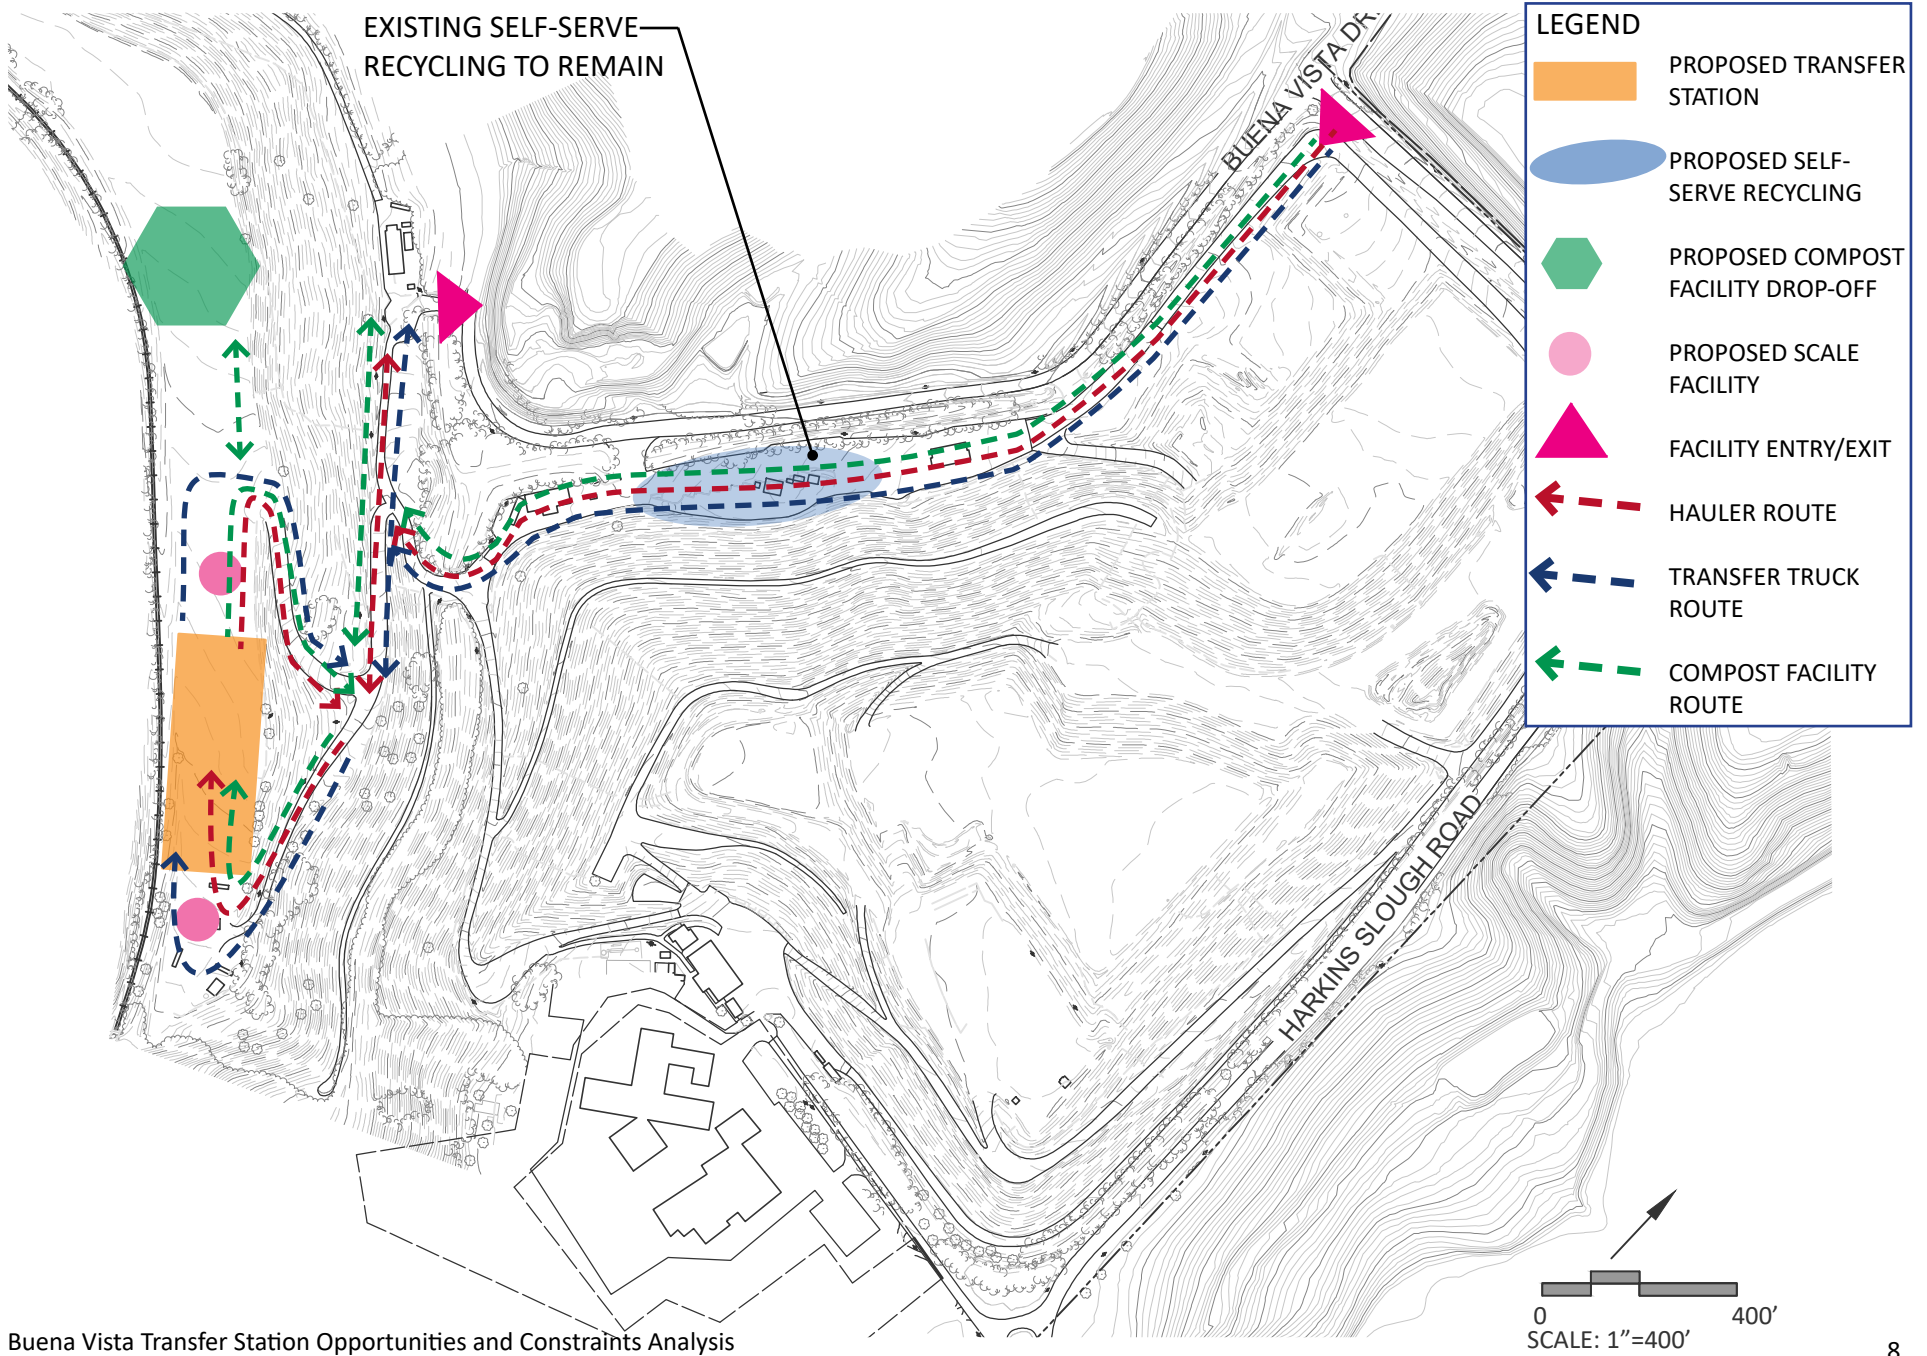 EXISTING SELF-SERVE
RECYCLING TO REMAIN
BUENA VISTA DR
LEGEND
PROPOSED TRANSFER
STATION
PROPOSED SELF-
SERVE RECYCLING
PROPOSED COMPOST
FACILITY DROP-OFF
PROPOSED SCALE
FACILITY
FACILITY ENTRY/EXIT
HAULER ROUTE
TRANSFER TRUCK
ROUTE
COMPOST FACILITY
ROUTE
HARKINS SLOUGH ROAD
0 400’
SCALE: 1”=400’
Buena Vista Transfer Station Opportunities and Constraints Analysis
8